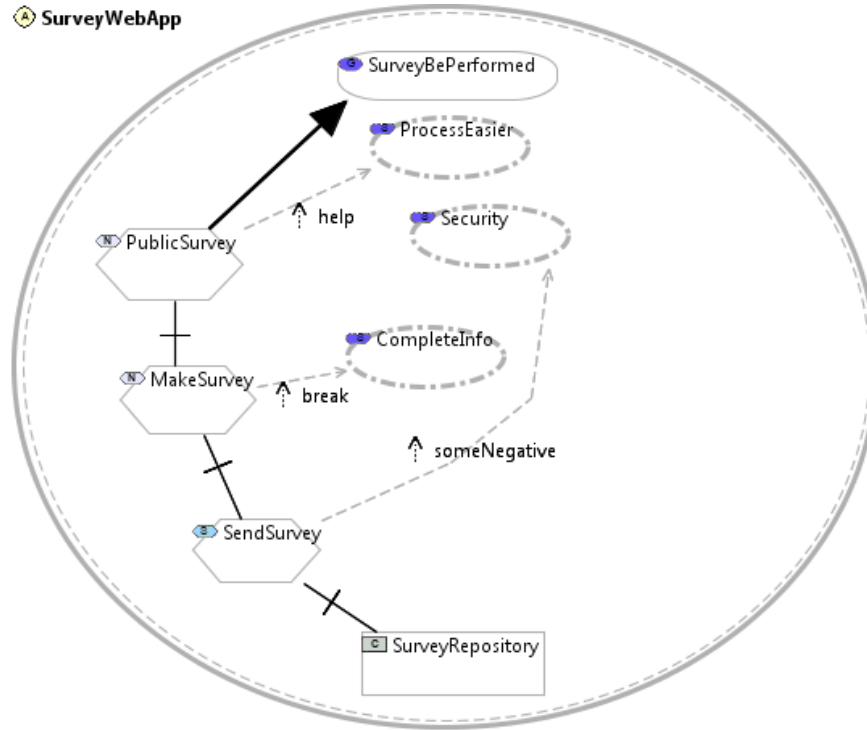 A SurveyWebApp
G SurveyBePerformed
S ProcessEasier
S Security
help
N PublicSurvey
S CompleteInfo
N MakeSurvey
break
someNegative
S SendSurvey
C SurveyRepository